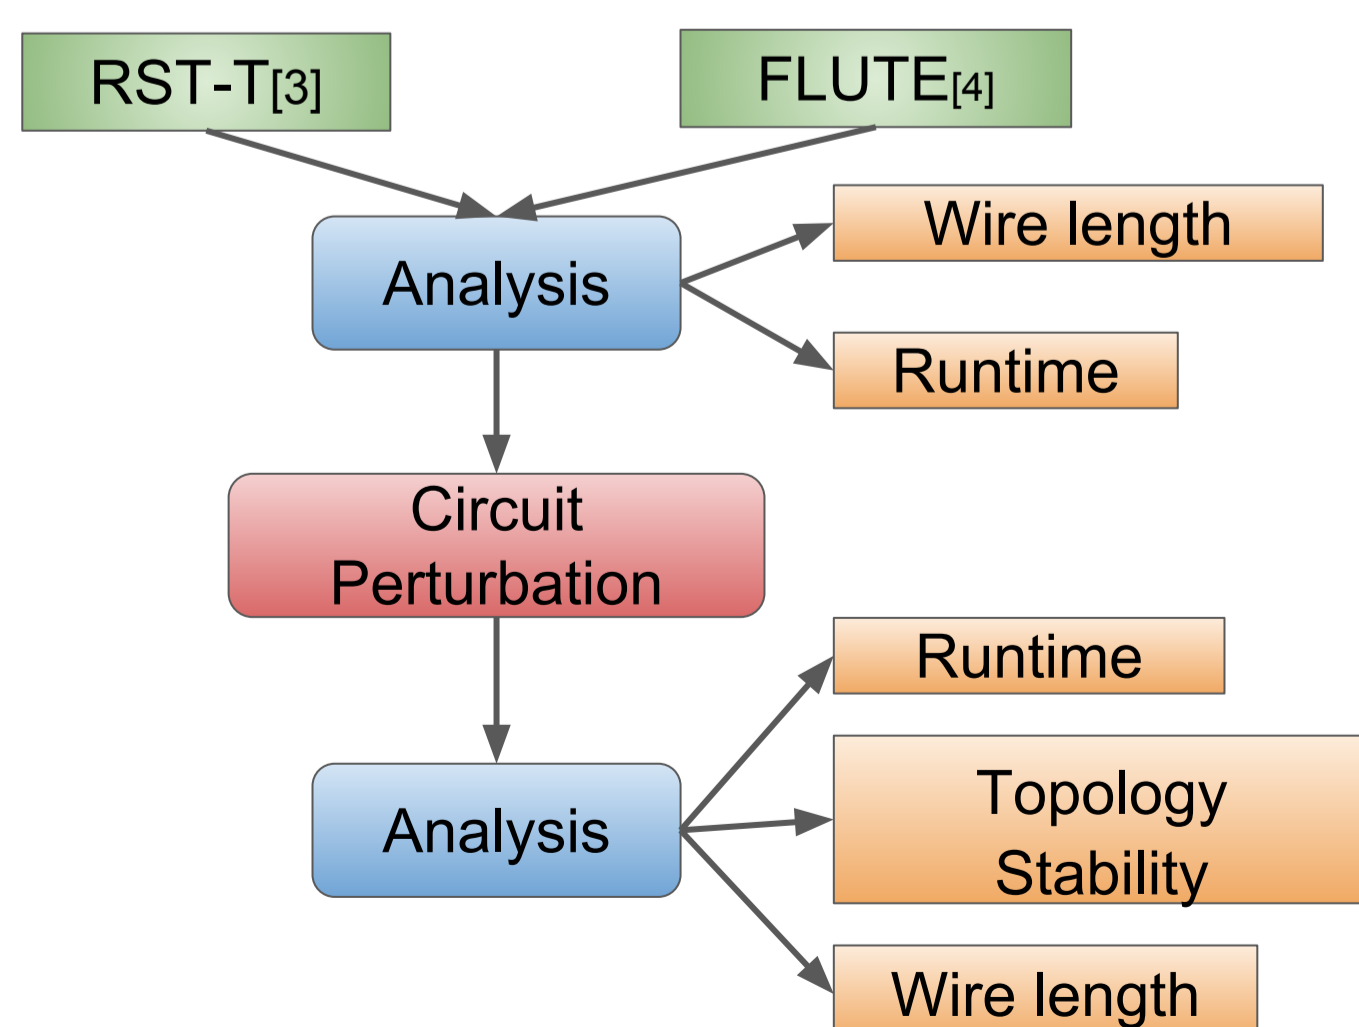 RST-T[3]
FLUTE[4]
Wire length
Analysis
Runtime
Circuit
Perturbation
Runtime
Topology
Stability
Analysis
Wire length